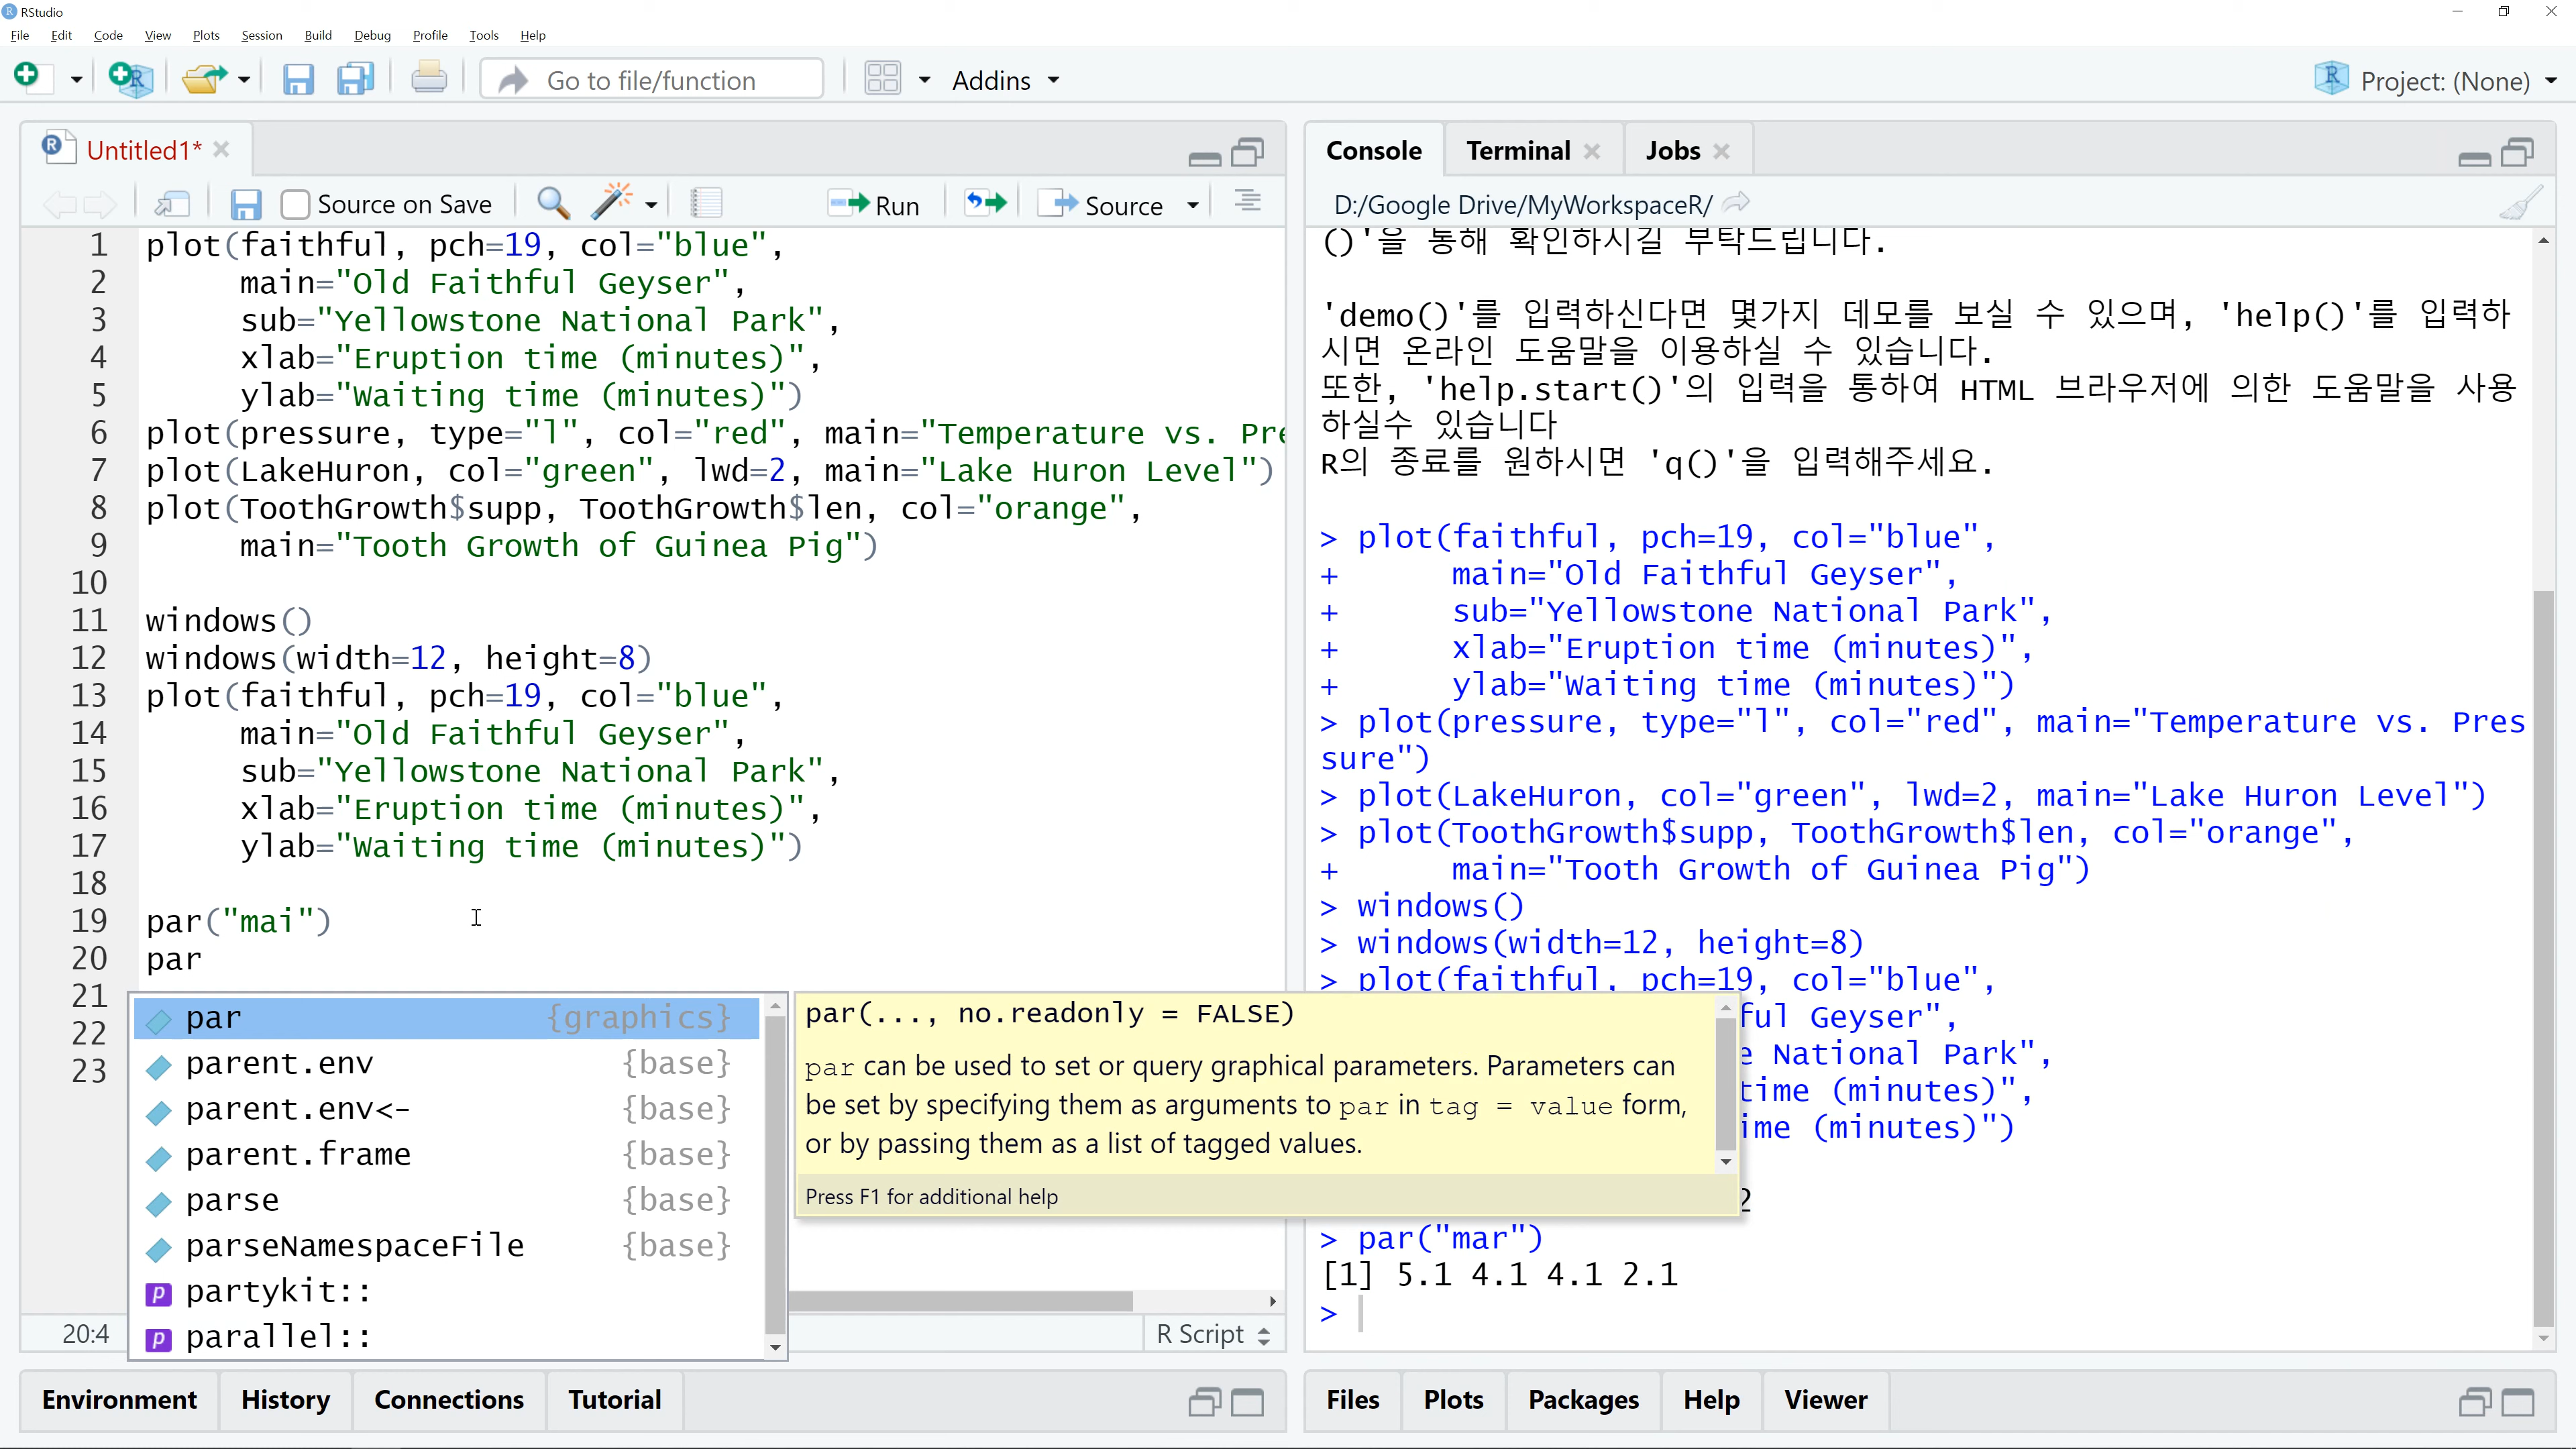 RStudio
File Edit Code View Plots Session Build Debug Profile Tools Help
Go to file/function Addins Project: (None)
Untitled1*
Source on Save Run Source
1 plot(faithful, pch=19, col="blue",
2 main="Old Faithful Geyser",
3 sub="Yellowstone National Park",
4 xlab="Eruption time (minutes)",
5 ylab="Waiting time (minutes)")
6 plot(pressure, type="l", col="red", main="Temperature vs. Pre
7 plot(LakeHuron, col="green", lwd=2, main="Lake Huron Level")
8 plot(ToothGrowth$supp, ToothGrowth$len, col="orange",
9 main="Tooth Growth of Guinea Pig")
10
11 windows()
12 windows(width=12, height=8)
13 plot(faithful, pch=19, col="blue",
14 main="Old Faithful Geyser",
15 sub="Yellowstone National Park",
16 xlab="Eruption time (minutes)",
17 ylab="Waiting time (minutes)")
18
19 par("mai")
20 par
21
22
23
par {graphics}
parent.env {base}
parent.env<- {base}
parent.frame {base}
parse {base}
parseNamespaceFile {base}
partykit::
parallel::
par(..., no.readonly = FALSE)
par can be used to set or query graphical parameters. Parameters can
be set by specifying them as arguments to par in tag = value form,
or by passing them as a list of tagged values.
Press F1 for additional help
20:4 R Script
Console Terminal Jobs
D:/Google Drive/MyWorkspaceR/
()'을 통해 확인하시길 부탁드립니다.
'demo()'를 입력하신다면 몇가지 데모를 보실 수 있으며, 'help()'를 입력하
시면 온라인 도움말을 이용하실 수 있습니다.
또한, 'help.start()'의 입력을 통하여 HTML 브라우저에 의한 도움말을 사용
하실수 있습니다
R의 종료를 원하시면 'q()'을 입력해주세요.
> plot(faithful, pch=19, col="blue",
+ main="Old Faithful Geyser",
+ sub="Yellowstone National Park",
+ xlab="Eruption time (minutes)",
+ ylab="Waiting time (minutes)")
> plot(pressure, type="l", col="red", main="Temperature vs. Pres
sure")
> plot(LakeHuron, col="green", lwd=2, main="Lake Huron Level")
> plot(ToothGrowth$supp, ToothGrowth$len, col="orange",
+ main="Tooth Growth of Guinea Pig")
> windows()
> windows(width=12, height=8)
> plot(faithful, pch=19, col="blue",
ful Geyser",
e National Park",
time (minutes)",
ime (minutes)")
2
> par("mar")
[1] 5.1 4.1 4.1 2.1
>
Environment History Connections Tutorial
Files Plots Packages Help Viewer